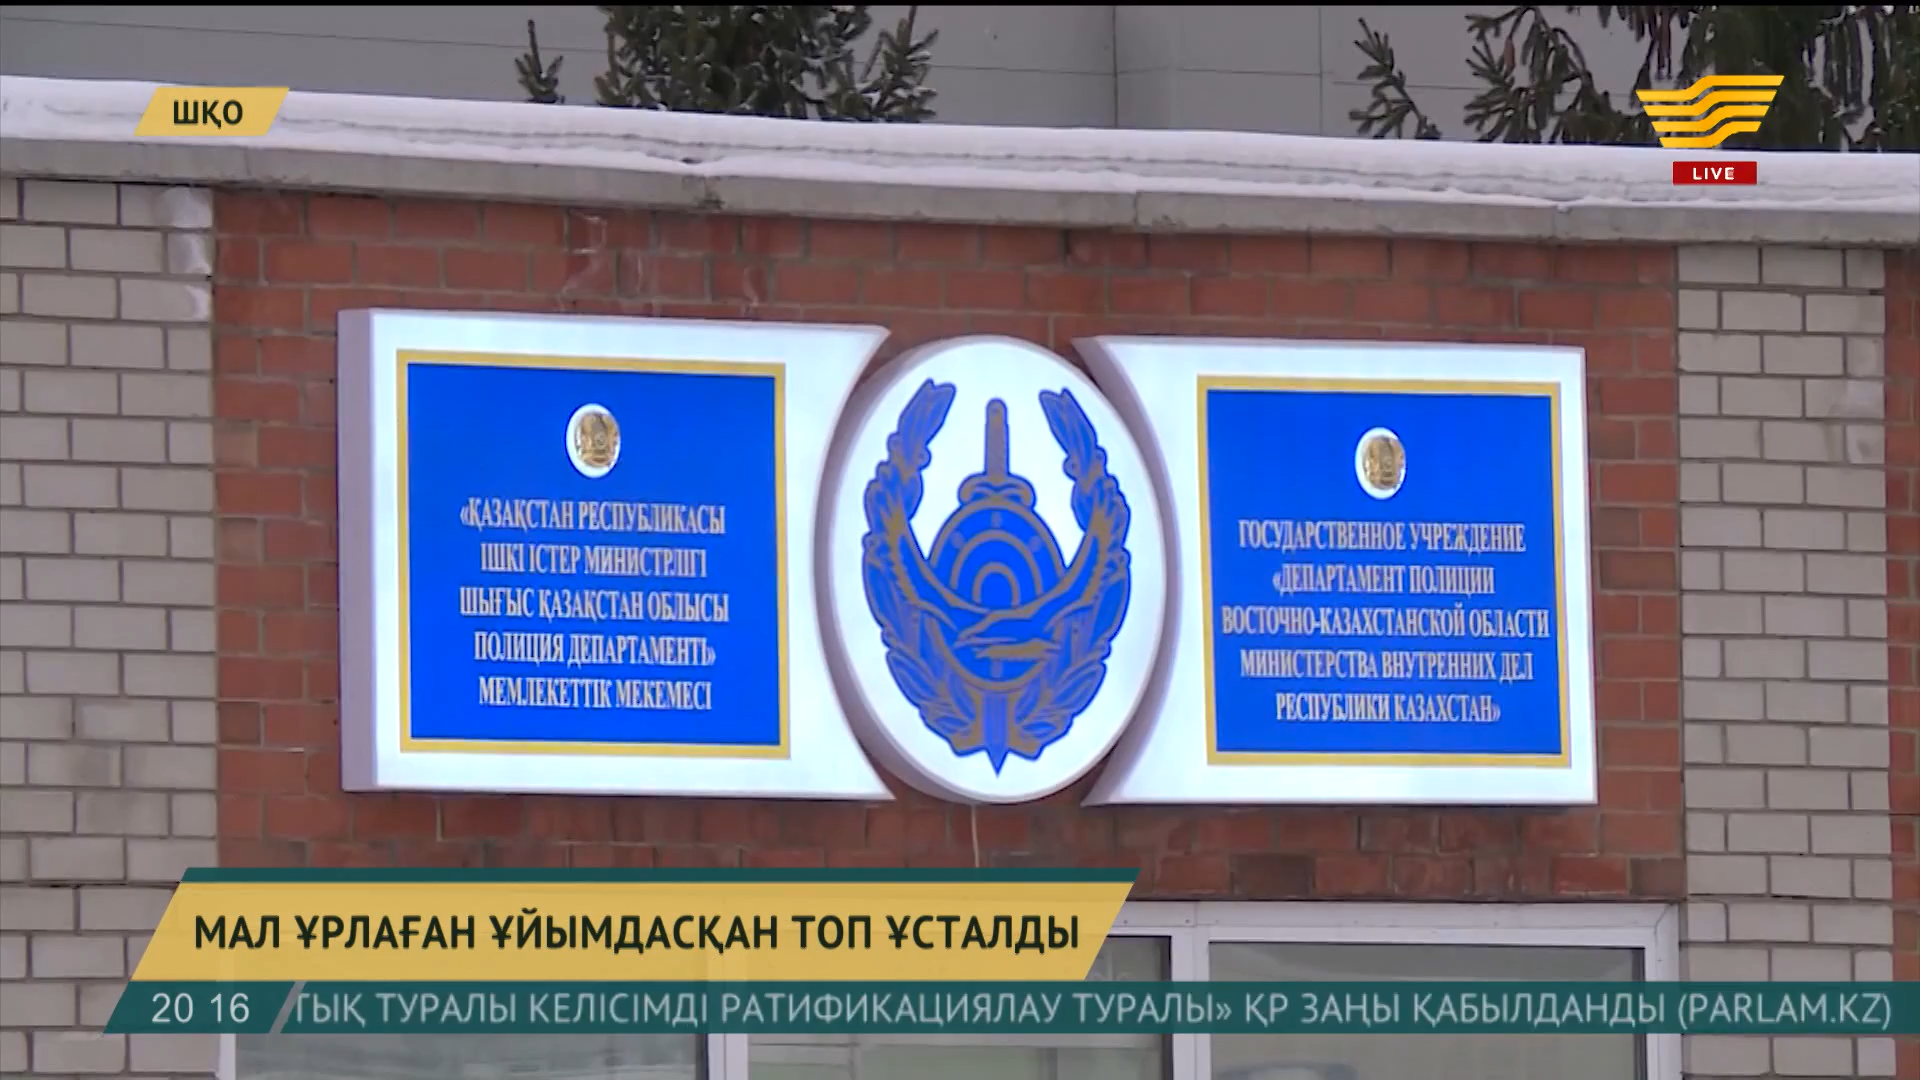 ШҚО
LIVE
«ҚАЗАҚСТАН РЕСПУБЛИКАСЫ
ІШКІ ІСТЕР МИНИСТРЛІГІ
ШЫҒЫС ҚАЗАҚСТАН ОБЛЫСЫ
ПОЛИЦИЯ ДЕПАРТАМЕНТІ»
МЕМЛЕКЕТТІК МЕКЕМЕСІ
ГОСУДАРСТВЕННОЕ УЧРЕЖДЕНИЕ
«ДЕПАРТАМЕНТ ПОЛИЦИИ
ВОСТОЧНО-КАЗАХСТАНСКОЙ ОБЛАСТИ
МИНИСТЕРСТВА ВНУТРЕННИХ ДЕЛ
РЕСПУБЛИКИ КАЗАХСТАН»
МАЛ ҰРЛАҒАН ҰЙЫМДАСҚАН ТОП ҰСТАЛДЫ
20 16
ТЫҚ ТУРАЛЫ КЕЛІСІМДІ РАТИФИКАЦИЯЛАУ ТУРАЛЫ» ҚР ЗАҢЫ ҚАБЫЛДАНДЫ (PARLAM.KZ)